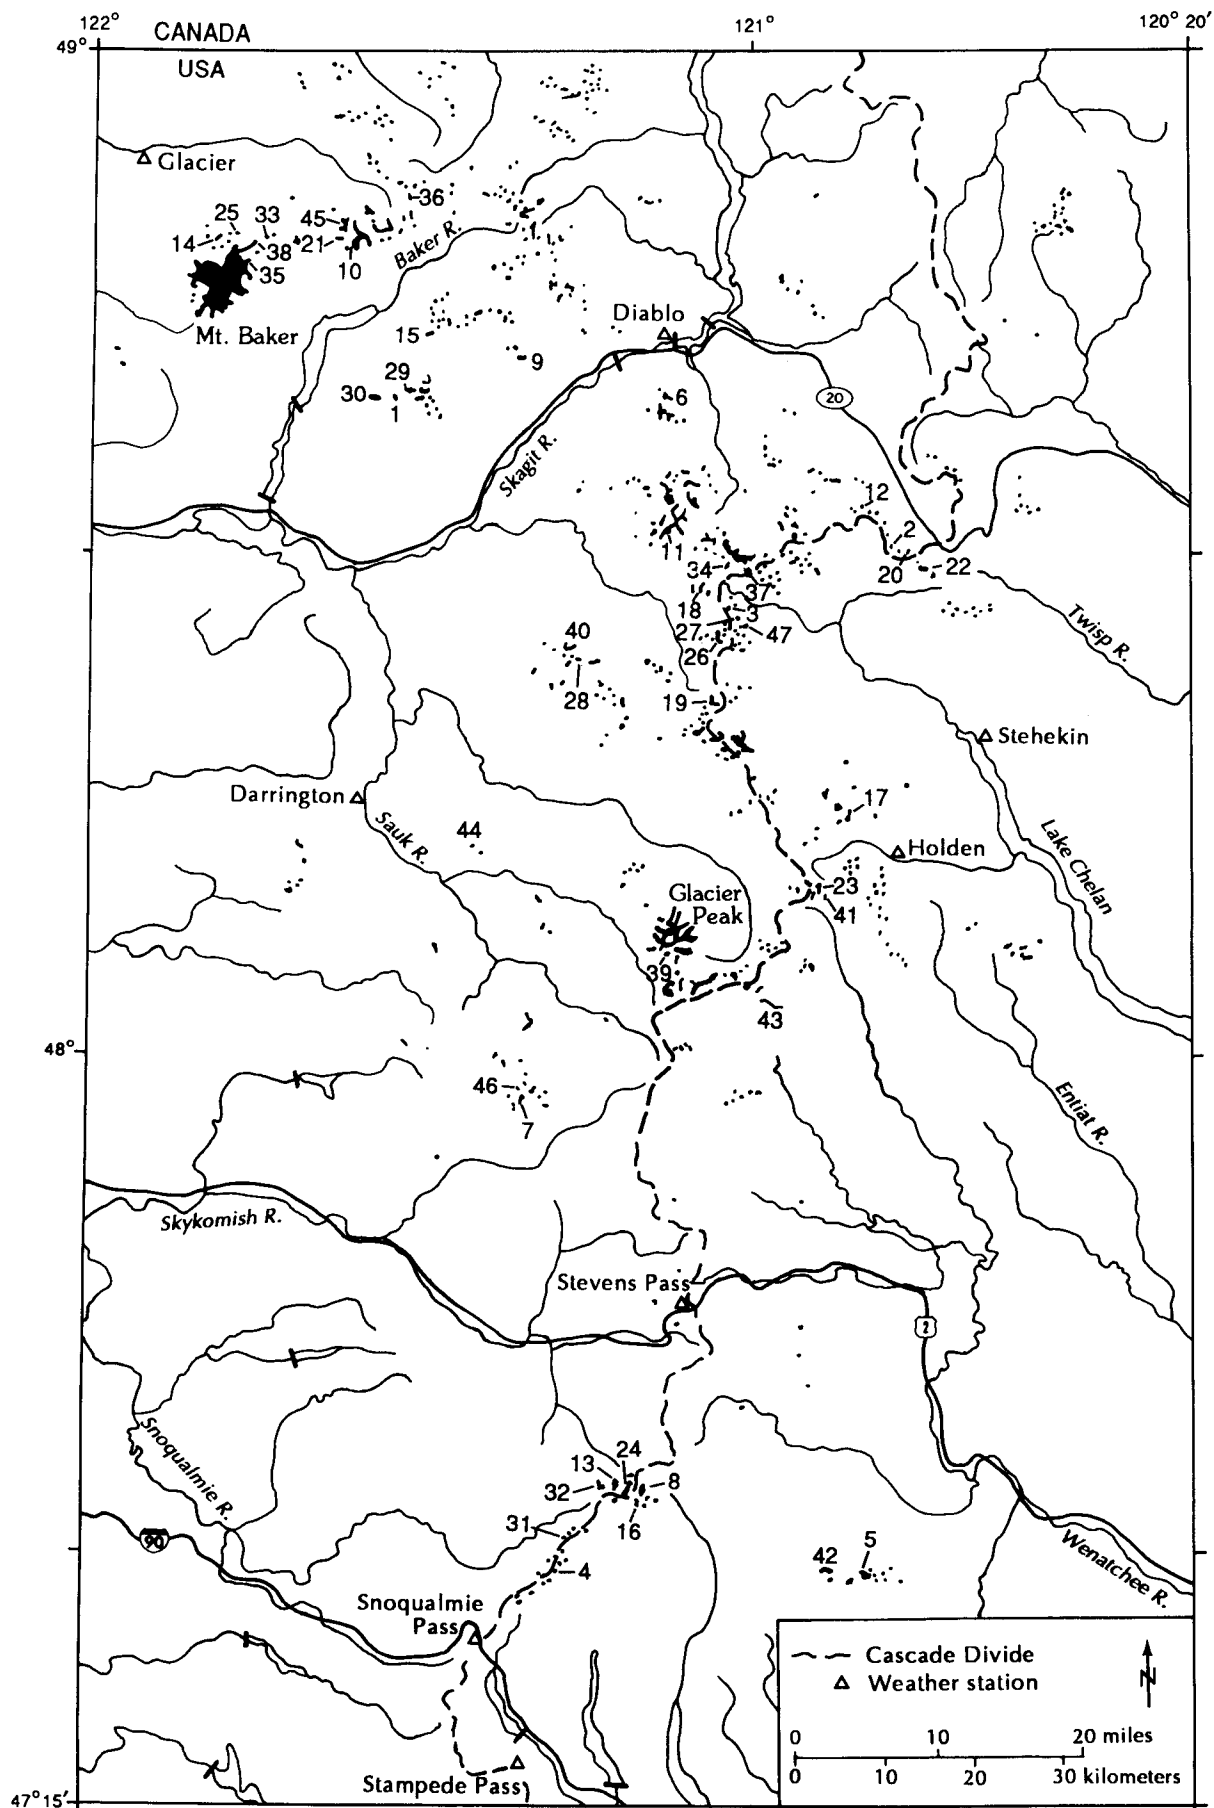 122°
CANADA
121°
120° 20'
49°
USA
Glacier
36
25
33
45
14
38
21
Baker R.
35
10
Diablo
15
Mt. Baker
9
29
30
1
6
20
Skagit R.
12
2
11
34
20
22
37
18
3
Twisp R.
27
47
40
26
28
19
Stehekin
Darrington
17
44
Sauk R.
Holden
Lake Chelan
Glacier
Peak
23
41
39
43
48°
46
7
Entiat R.
Skykomish R.
Stevens Pass
2
Snoqualmie R.
24
13
8
32
16
31
90
42
5
4
Wenatchee R.
Snoqualmie
Pass
Cascade Divide
Weather station
N
0 10 20 miles
0 10 20 30 kilometers
Stampede Pass
47°15'